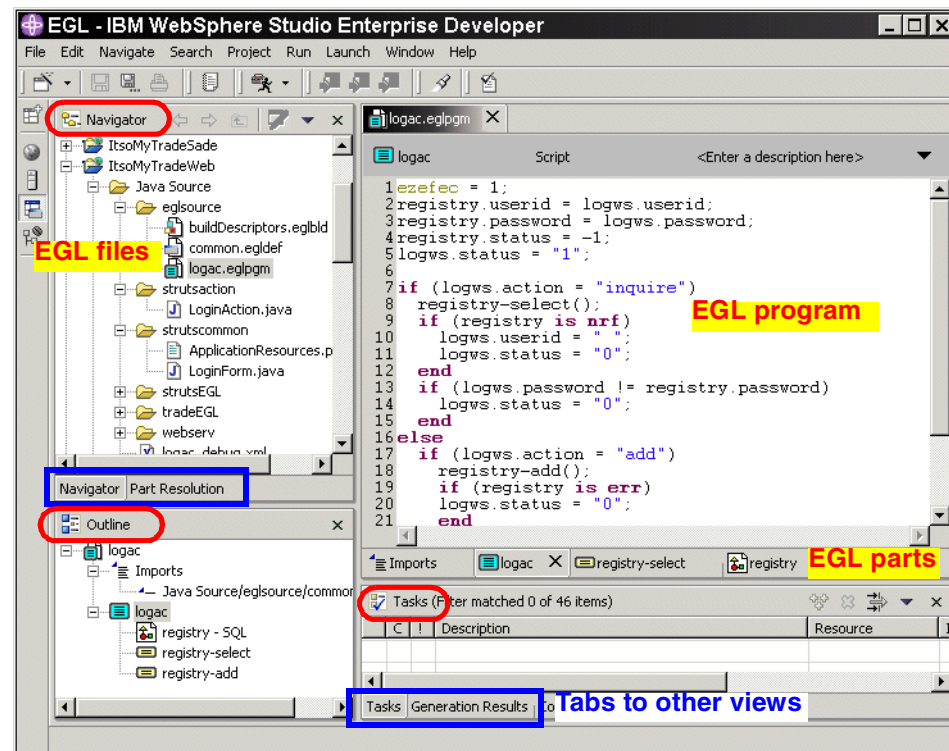 EGL - IBM WebSphere Studio Enterprise Developer
File Edit Navigate Search Project Run Launch Window Help
Navigator
ItsoMyTradeSade
ItsoMyTradeWeb
Java Source
eglsource
buildDescriptors.eglbld
common.egldef
EGL files
logac.eglpgm
strutsaction
LoginAction.java
strutscommon
ApplicationResources.p
LoginForm.java
strutsEGL
tradeEGL
webserv
logac_debug.xml
Navigator Part Resolution
Outline
logac
Imports
Java Source/eglsource/common
logac
registry - SQL
registry-select
registry-add
logac.eglpgm
logac Script <Enter a description here>
1 ezefec = 1;
2 registry.userid = logws.userid;
3 registry.password = logws.password;
4 registry.status = -1;
5 logws.status = "1";
6
7 if (logws.action = "inquire")
8 registry-select();
9 if (registry is nrf)
10 logws.userid = " ";
11 logws.status = "0";
12 end
13 if (logws.password != registry.password)
14 logws.status = "0";
15 end
16 else
17 if (logws.action = "add")
18 registry-add();
19 if (registry is err)
20 logws.status = "0";
21 end
EGL program
Imports logac registry-select registry
EGL parts
Tasks (Filter matched 0 of 46 items)
C ! Description Resource
Tasks Generation Results Co
Tabs to other views